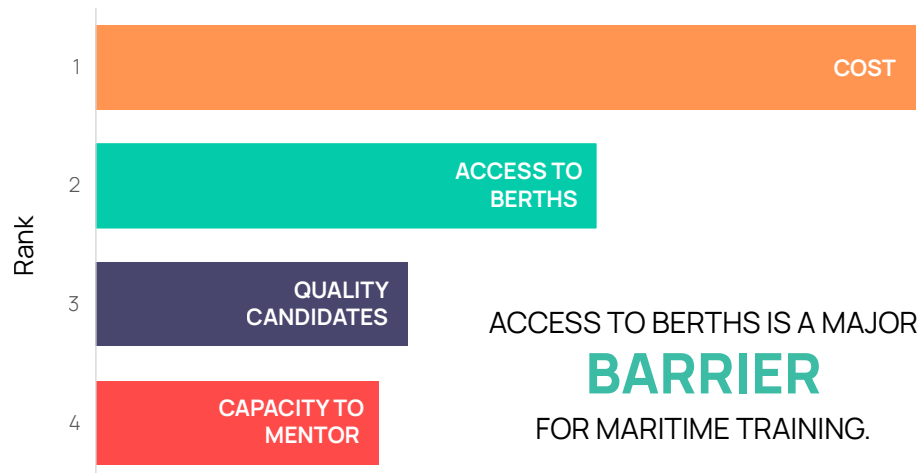 Rank
1
COST
2
ACCESS TO
BERTHS
3
QUALITY
CANDIDATES
4
CAPACITY TO
MENTOR
ACCESS TO BERTHS IS A MAJOR
BARRIER
FOR MARITIME TRAINING.